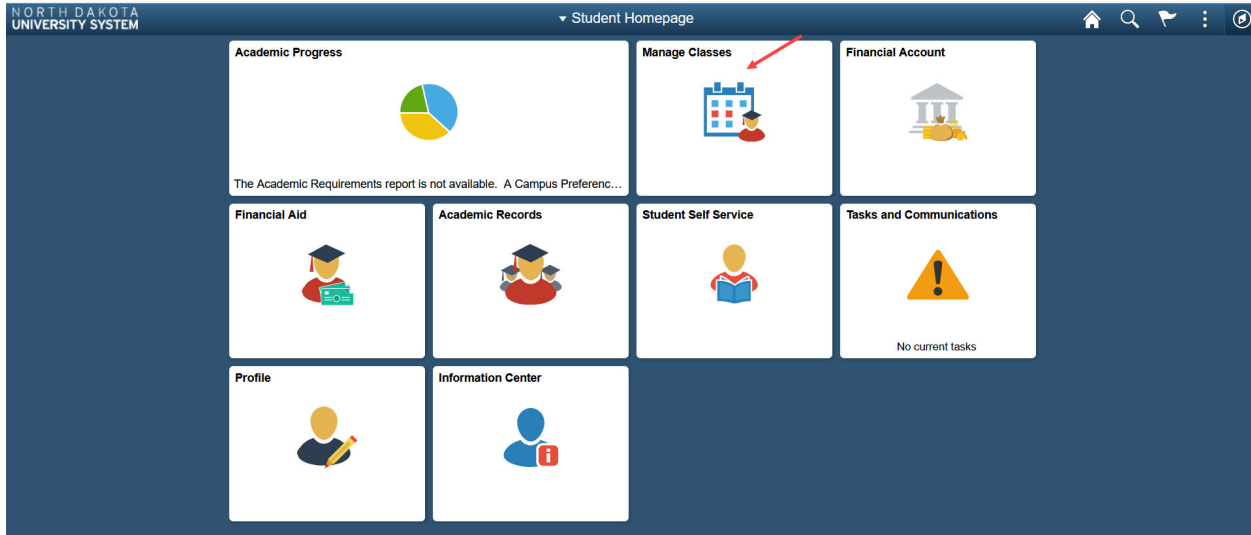 NORTH DAKOTA
UNIVERSITY SYSTEM
Student Homepage
Academic Progress
The Academic Requirements report is not available. A Campus Preferenc...
Manage Classes
Financial Account
Financial Aid
Academic Records
Student Self Service
Tasks and Communications
No current tasks
Profile
Information Center
i